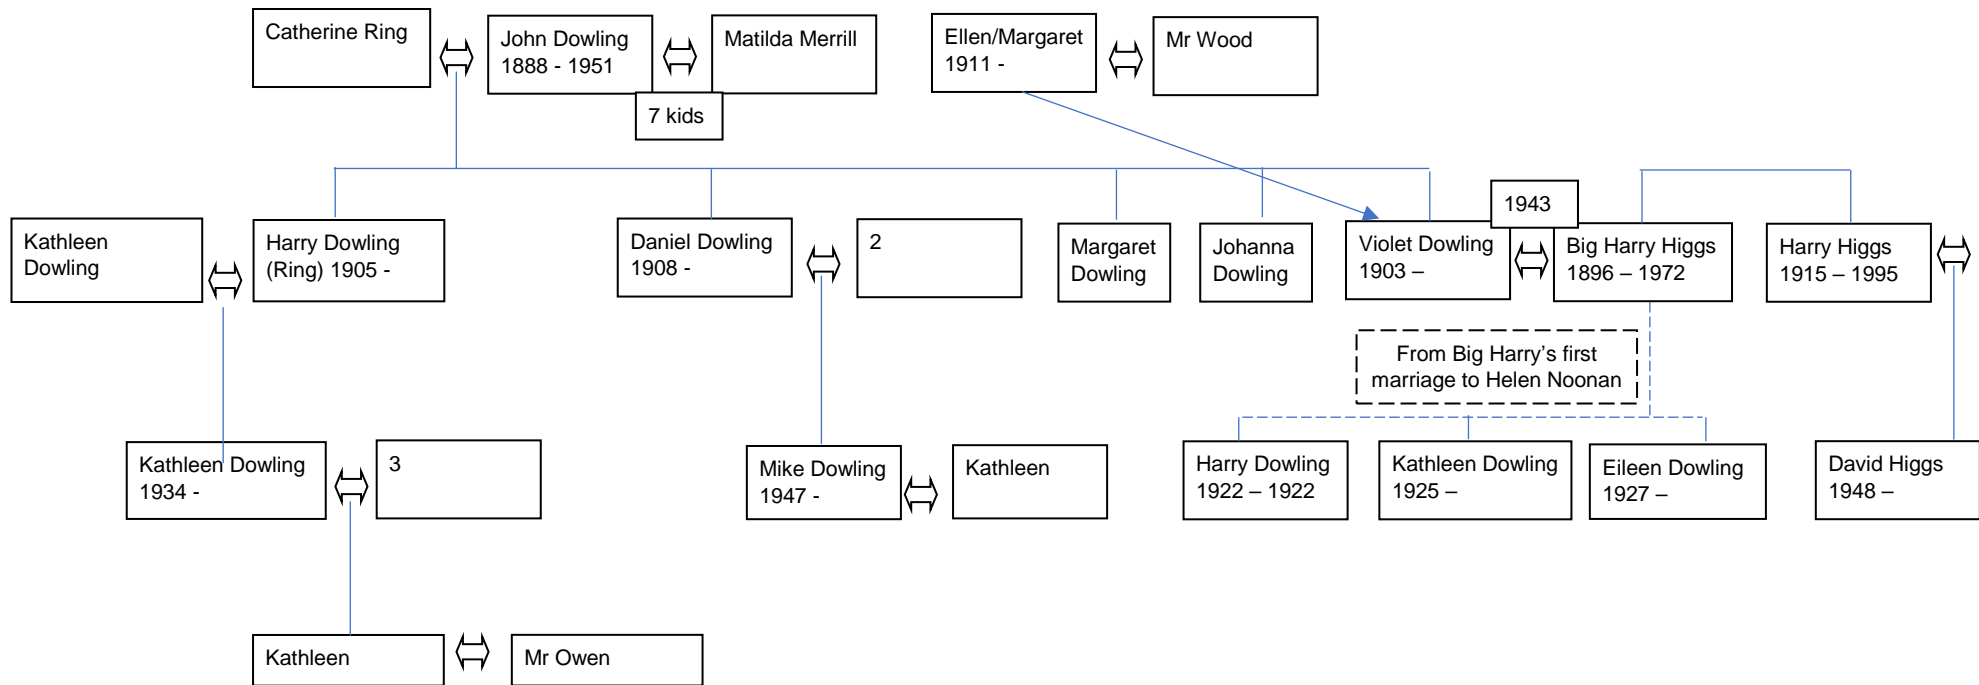 Catherine Ring
John Dowling
1888 - 1951
Matilda Merrill
Ellen/Margaret
1911 -
Mr Wood
7 kids
1943
Kathleen
Dowling
Harry Dowling
(Ring) 1905 -
Daniel Dowling
1908 -
2
Margaret
Dowling
Johanna
Dowling
Violet Dowling
1903 –
Big Harry Higgs
1896 – 1972
Harry Higgs
1915 – 1995
From Big Harry’s first
marriage to Helen Noonan
Kathleen Dowling
1934 -
3
Mike Dowling
1947 -
Kathleen
Harry Dowling
1922 – 1922
Kathleen Dowling
1925 –
Eileen Dowling
1927 –
David Higgs
1948 –
Kathleen
Mr Owen